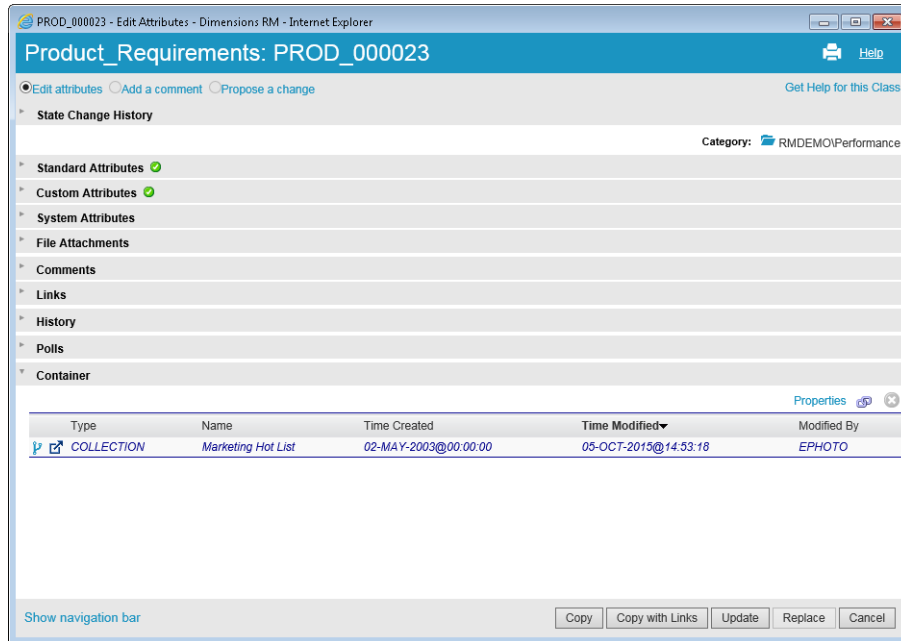 PROD_000023 - Edit Attributes - Dimensions RM - Internet Explorer
Product_Requirements: PROD_000023 Help
Edit attributes Add a comment Propose a change Get Help for this Class
State Change History
Category: RMDEMO\Performance
Standard Attributes
Custom Attributes
System Attributes
File Attachments
Comments
Links
History
Polls
Container
Properties
Type Name Time Created Time Modified Modified By
COLLECTION Marketing Hot List 02-MAY-2003@00:00:00 05-OCT-2015@14:53:18 EPHOTO
Show navigation bar Copy Copy with Links Update Replace Cancel